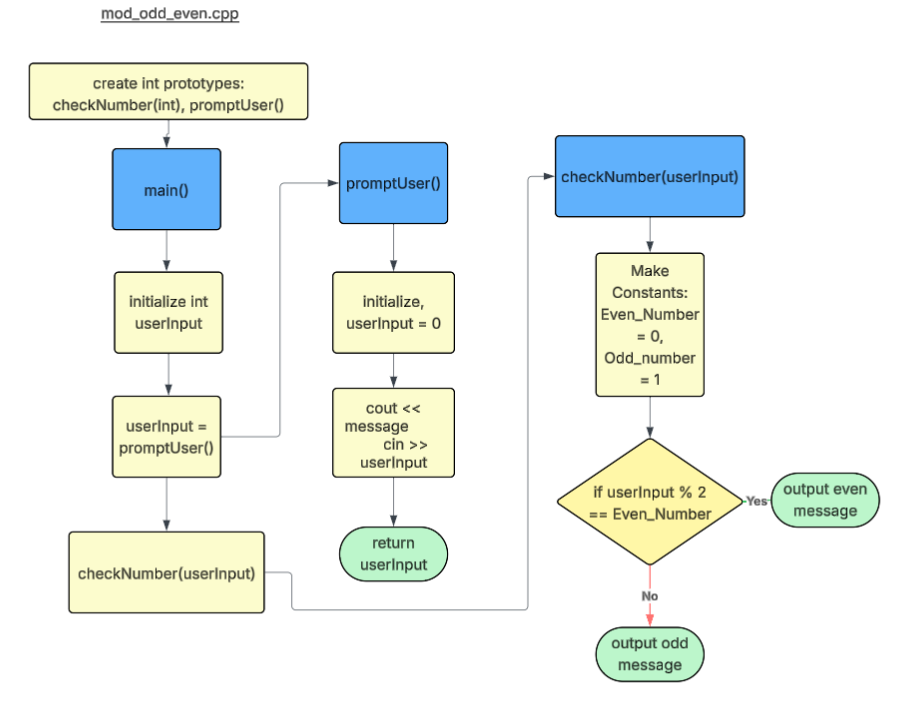 mod_odd_even.cpp
create int prototypes:
checkNumber(int), promptUser()
main()
initialize int
userInput
userInput =
promptUser()
checkNumber(userInput)
promptUser()
initialize,
userInput = 0
cout <<
message
cin >>
userInput
return
userInput
checkNumber(userInput)
Make
Constants:
Even_Number
= 0,
Odd_number
= 1
if userInput % 2
== Even_Number
Yes
output even
message
No
output odd
message